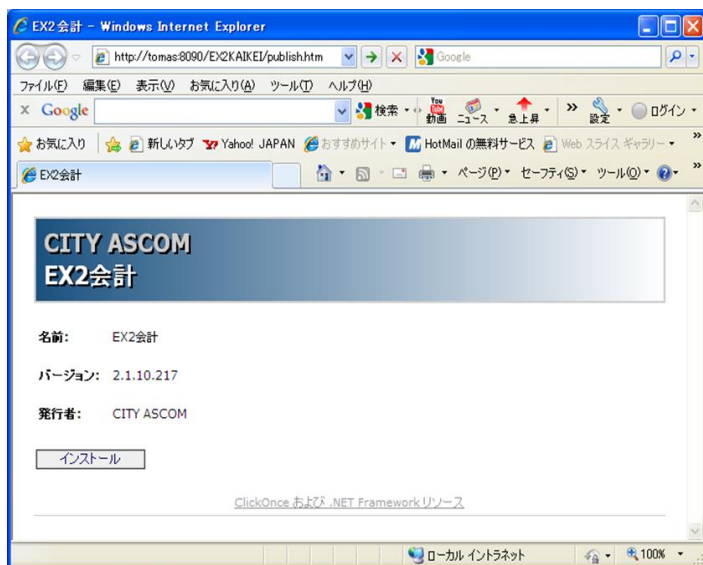 EX2会計 - Windows Internet Explorer
http://tomas:8090/EX2KAIKEI/publish.htm Google
ファイル(F) 編集(E) 表示(V) お気に入り(A) ツール(T) ヘルプ(H)
x Google 検索 動画 ニュース 急上昇 » 設定 ログイン
お気に入り 新しいタブ Yahoo! JAPAN おすすめサイト HotMail の無料サービス Web スライス ギャラリー »
EX2会計 ページ(P) セーフティ(S) ツール(O) »
CITY ASCOM
EX2会計
名前: EX2会計
バージョン: 2.1.10.217
発行者: CITY ASCOM
インストール
ClickOnce および .NET Framework リソース
ローカル イントラネット 100%